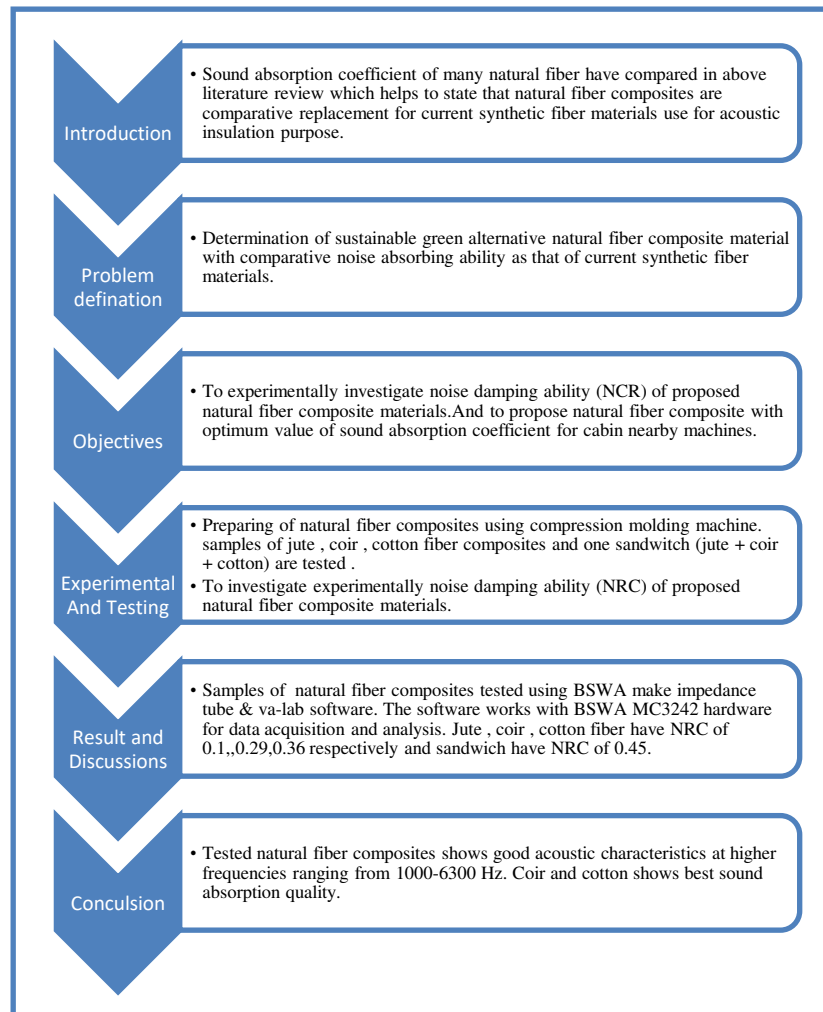 Introduction
• Sound absorption coefficient of many natural fiber have compared in above
literature review which helps to state that natural fiber composites are
comparative replacement for current synthetic fiber materials use for acoustic
insulation purpose.
Problem
defination
• Determination of sustainable green alternative natural fiber composite material
with comparative noise absorbing ability as that of current synthetic fiber
materials.
Objectives
• To experimentally investigate noise damping ability (NCR) of proposed
natural fiber composite materials.And to propose natural fiber composite with
optimum value of sound absorption coefficient for cabin nearby machines.
Experimental
And Testing
• Preparing of natural fiber composites using compression molding machine.
samples of jute , coir , cotton fiber composites and one sandwitch (jute + coir
+ cotton) are tested .
• To investigate experimentally noise damping ability (NRC) of proposed
natural fiber composite materials.
Result and
Discussions
• Samples of natural fiber composites tested using BSWA make impedance
tube & va-lab software. The software works with BSWA MC3242 hardware
for data acquisition and analysis. Jute , coir , cotton fiber have NRC of
0.1,,0.29,0.36 respectively and sandwich have NRC of 0.45.
Conculsion
• Tested natural fiber composites shows good acoustic characteristics at higher
frequencies ranging from 1000-6300 Hz. Coir and cotton shows best sound
absorption quality.